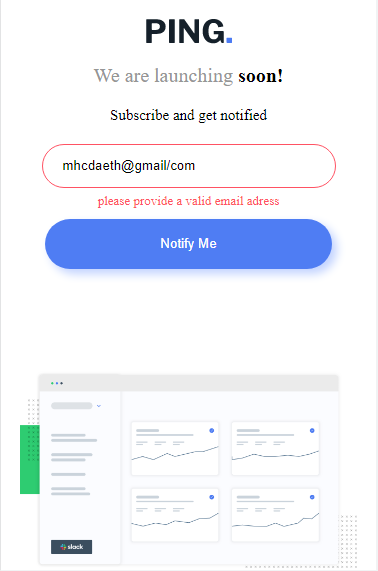 PING.
We are launching soon!
Subscribe and get notified
mhcdaeth@gmail/com
please provide a valid email adress
Notify Me
slack